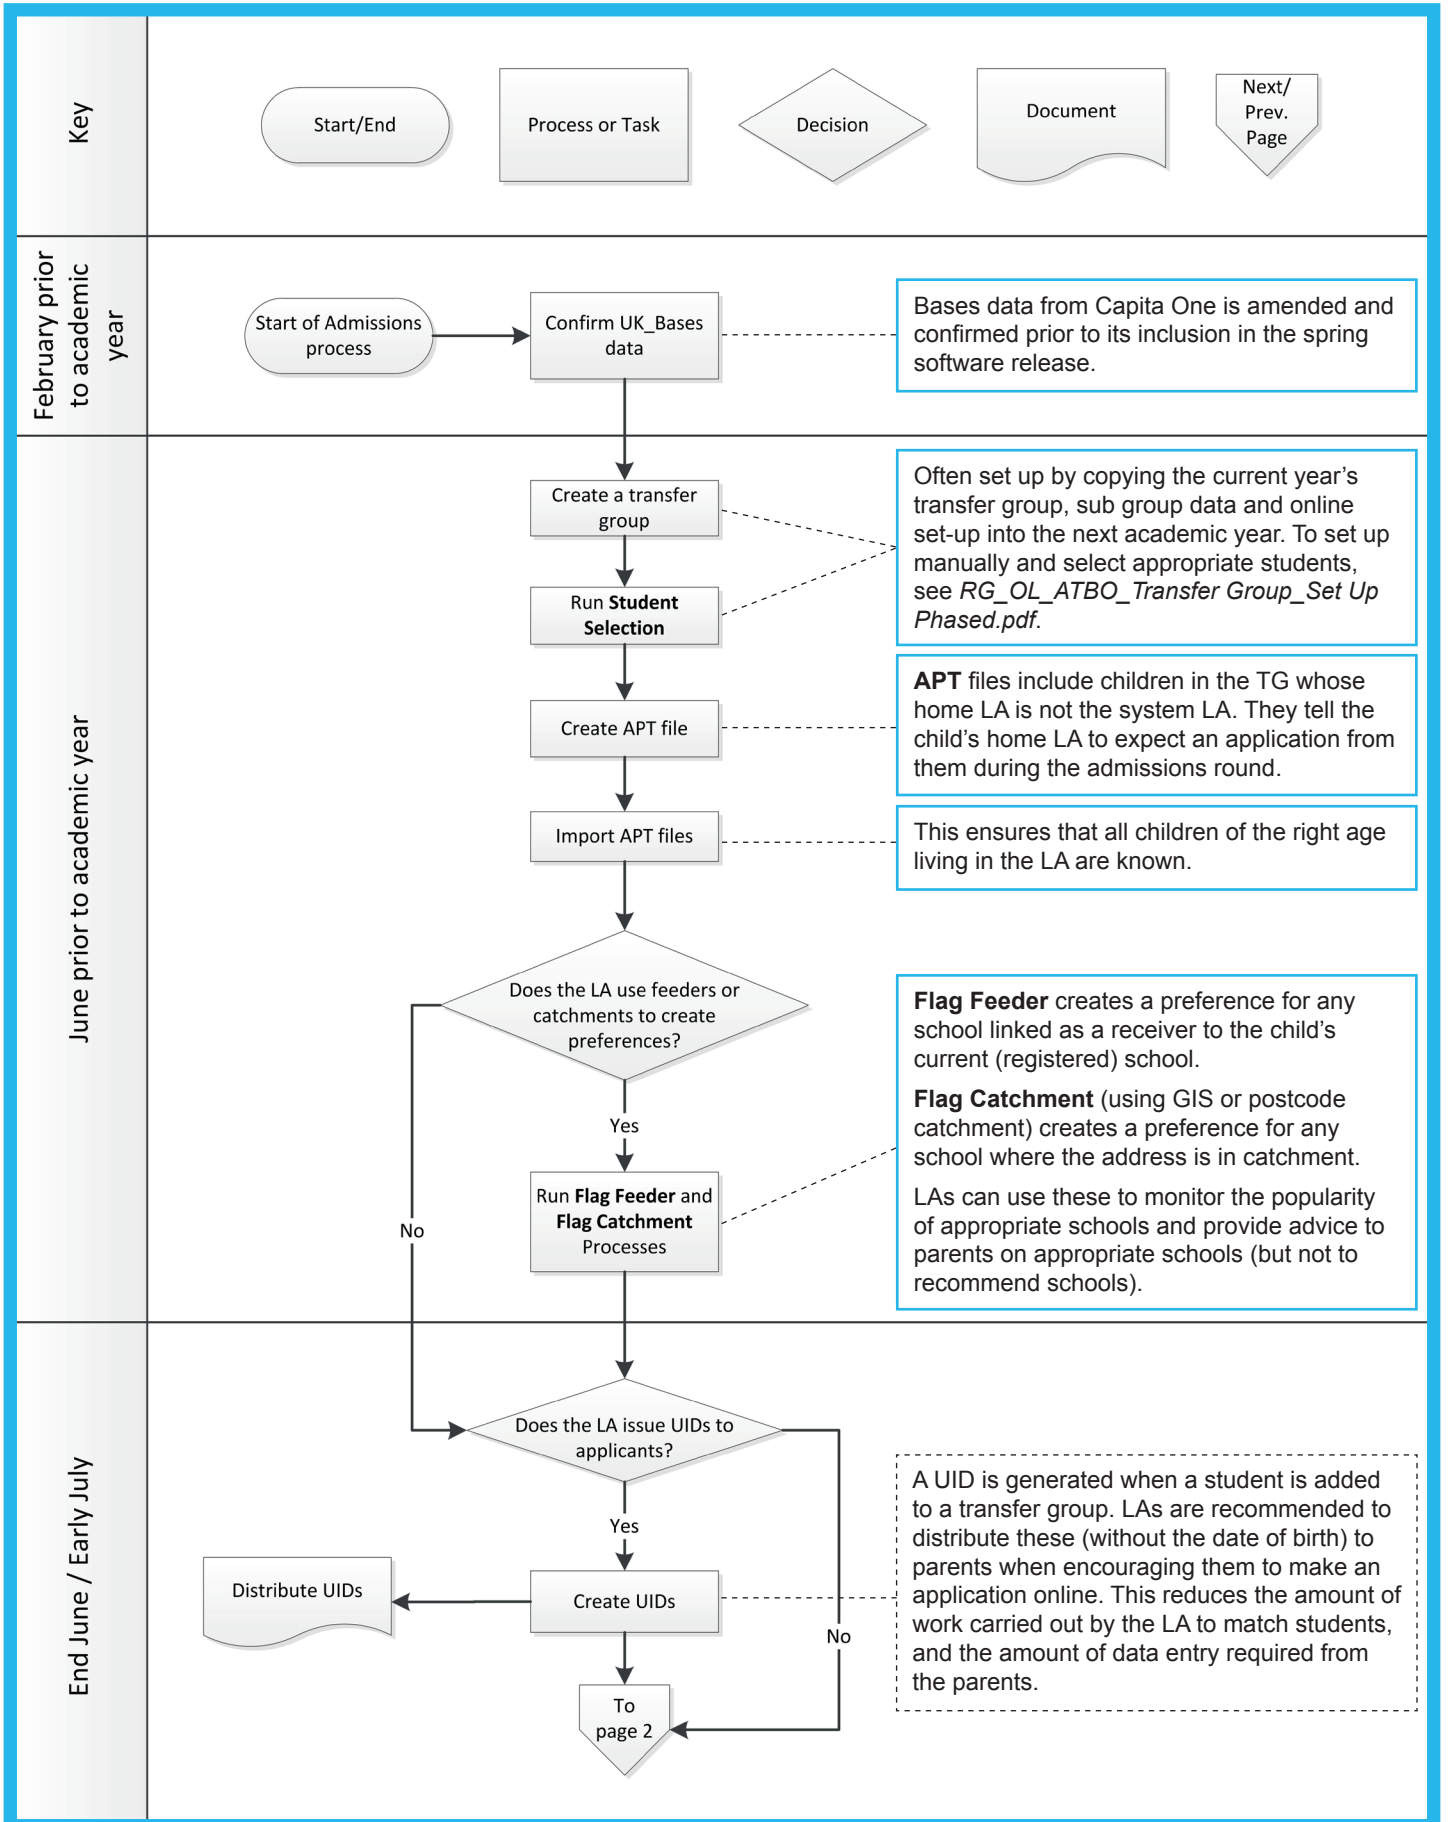 Key
Start/End
Process or Task
Decision
Document
Next/
Prev.
Page
February prior
to academic
year
Start of Admissions
process
Confirm UK_Bases
data
Bases data from Capita One is amended and
confirmed prior to its inclusion in the spring
software release.
June prior to academic year
Create a transfer
group
Run Student
Selection
Often set up by copying the current year’s
transfer group, sub group data and online
set-up into the next academic year. To set up
manually and select appropriate students,
see RG_OL_ATBO_Transfer Group_Set Up
Phased.pdf.
Create APT file
APT files include children in the TG whose
home LA is not the system LA. They tell the
child’s home LA to expect an application from
them during the admissions round.
Import APT files
This ensures that all children of the right age
living in the LA are known.
Does the LA use feeders or
catchments to create
preferences?
Yes
No
Run Flag Feeder and
Flag Catchment
Processes
Flag Feeder creates a preference for any
school linked as a receiver to the child’s
current (registered) school.
Flag Catchment (using GIS or postcode
catchment) creates a preference for any
school where the address is in catchment.
LAs can use these to monitor the popularity
of appropriate schools and provide advice to
parents on appropriate schools (but not to
recommend schools).
End June / Early July
Does the LA issue UIDs to
applicants?
Yes
No
Distribute UIDs
Create UIDs
A UID is generated when a student is added
to a transfer group. LAs are recommended to
distribute these (without the date of birth) to
parents when encouraging them to make an
application online. This reduces the amount of
work carried out by the LA to match students,
and the amount of data entry required from
the parents.
To
page 2